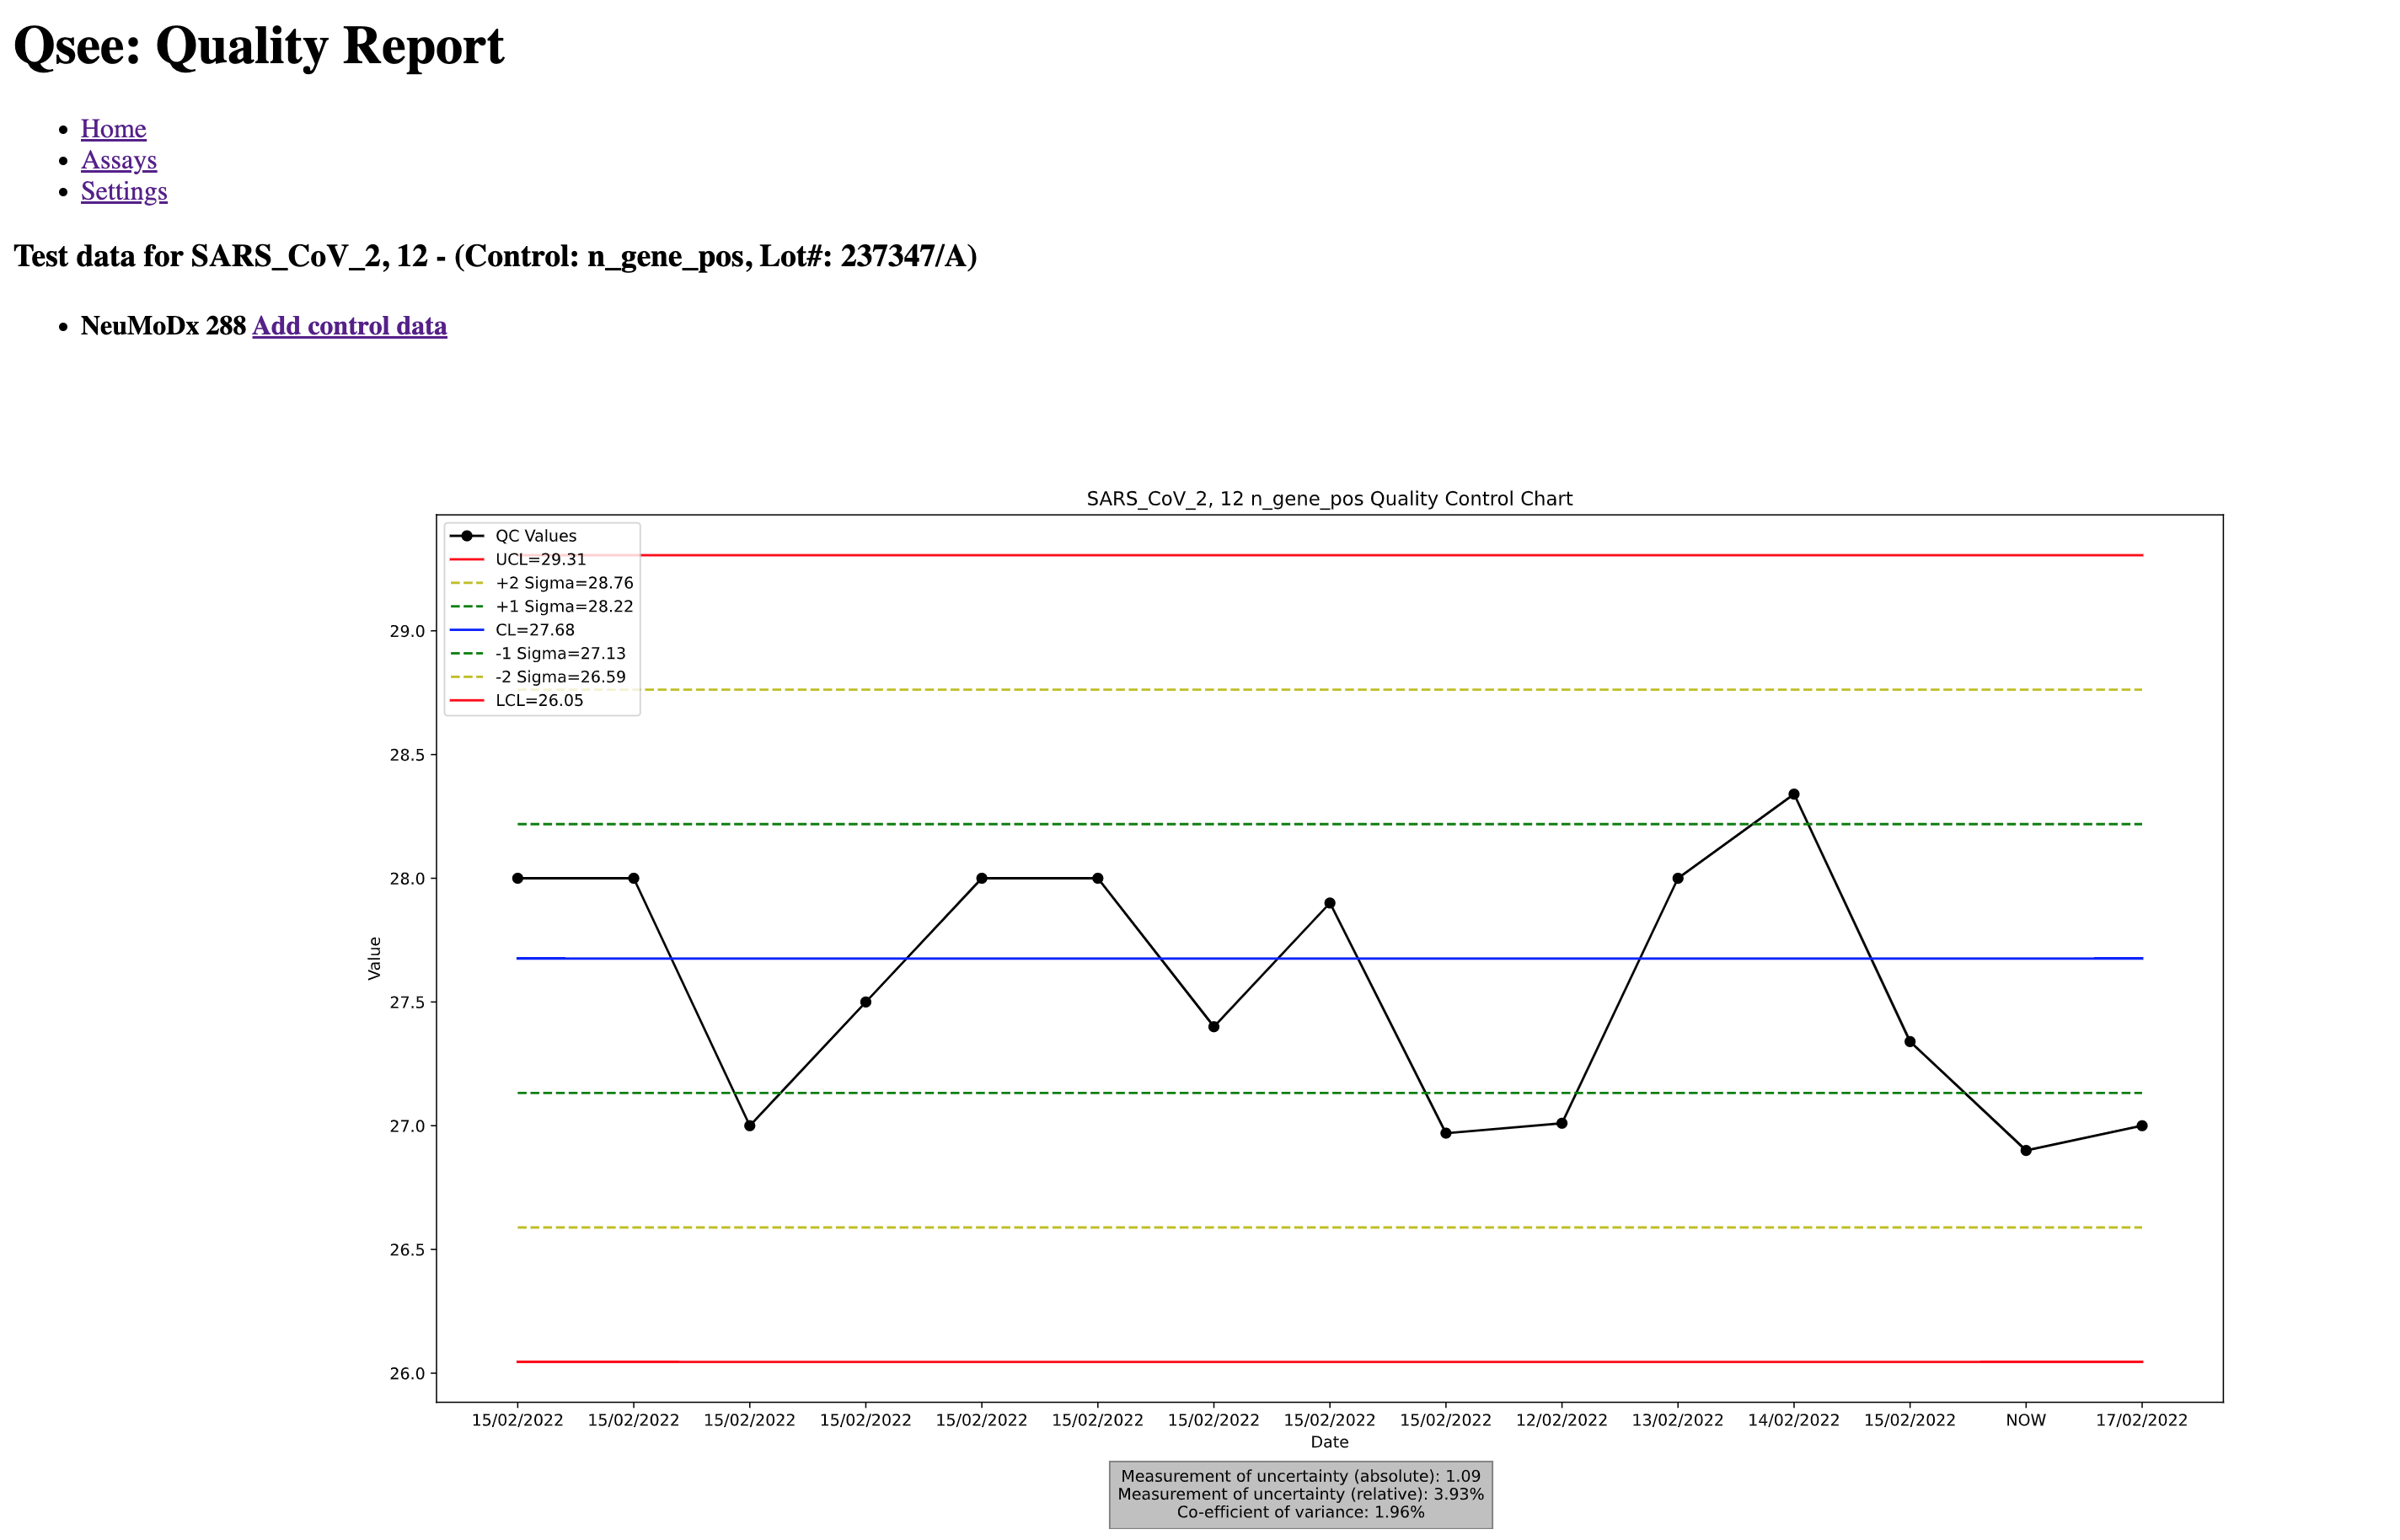 Qsee: Quality Report
Home
Assays
Settings
Test data for SARS_CoV_2, 12 - (Control: n_gene_pos, Lot#: 237347/A)
NeuMoDx 288 Add control data
SARS_CoV_2, 12 n_gene_pos Quality Control Chart
QC Values
UCL=29.31
+2 Sigma=28.76
+1 Sigma=28.22
CL=27.68
-1 Sigma=27.13
-2 Sigma=26.59
LCL=26.05
29.0
28.5
28.0
27.5
27.0
26.5
26.0
Value
15/02/2022 15/02/2022 15/02/2022 15/02/2022 15/02/2022 15/02/2022 15/02/2022 15/02/2022 15/02/2022 12/02/2022 13/02/2022 14/02/2022 15/02/2022 NOW 17/02/2022
Date
Measurement of uncertainty (absolute): 1.09
Measurement of uncertainty (relative): 3.93%
Co-efficient of variance: 1.96%